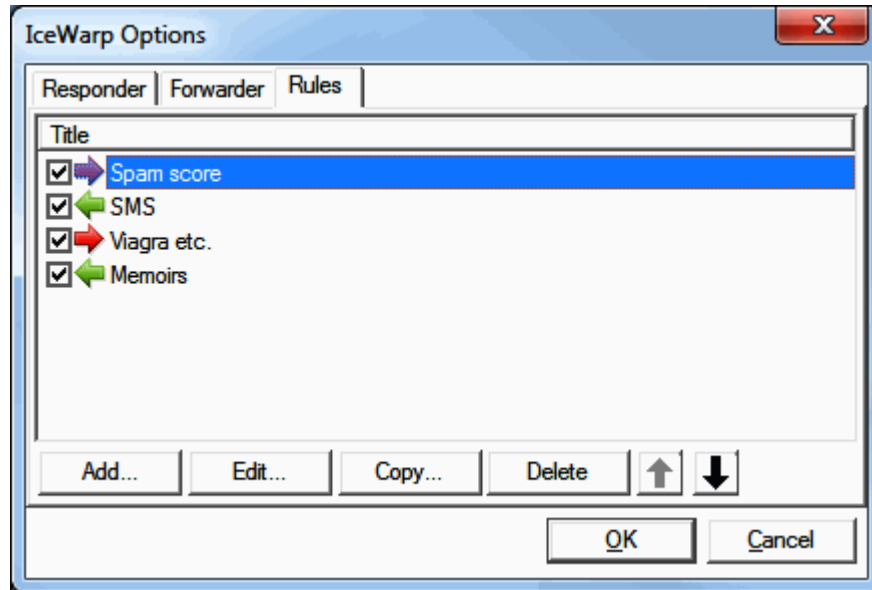 IceWarp Options
Responder Forwarder Rules
Title
Spam score
SMS
Viagra etc.
Memoirs
Add... Edit... Copy... Delete
OK Cancel